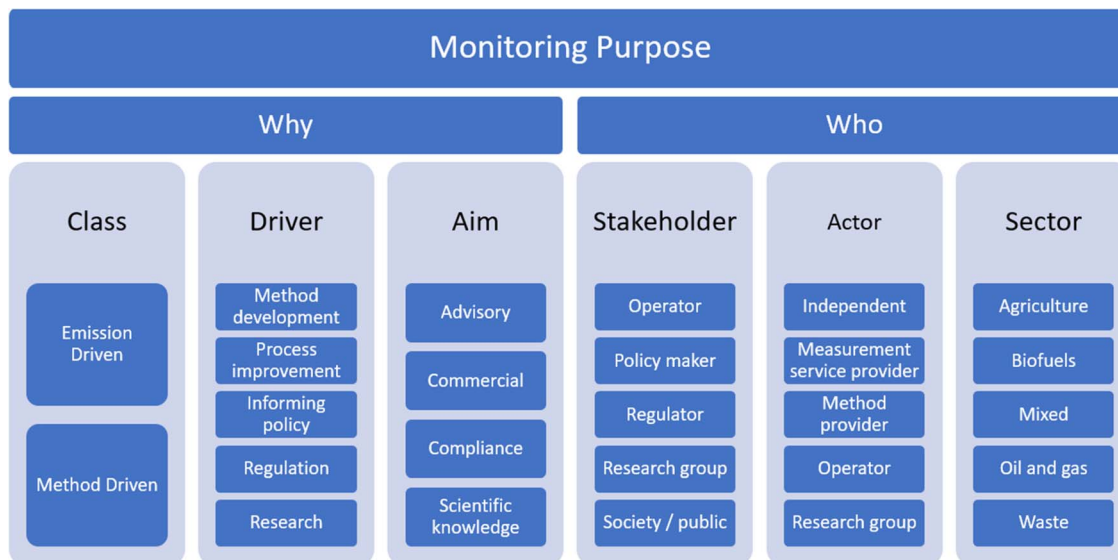 Monitoring Purpose
Why
Who
Class
Emission
Driven
Method Driven
Driver
Method
development
Process
improvement
Informing
policy
Regulation
Research
Aim
Advisory
Commercial
Compliance
Scientific
knowledge
Stakeholder
Operator
Policy maker
Regulator
Research group
Society / public
Actor
Independent
Measurement
service provider
Method
provider
Operator
Research group
Sector
Agriculture
Biofuels
Mixed
Oil and gas
Waste